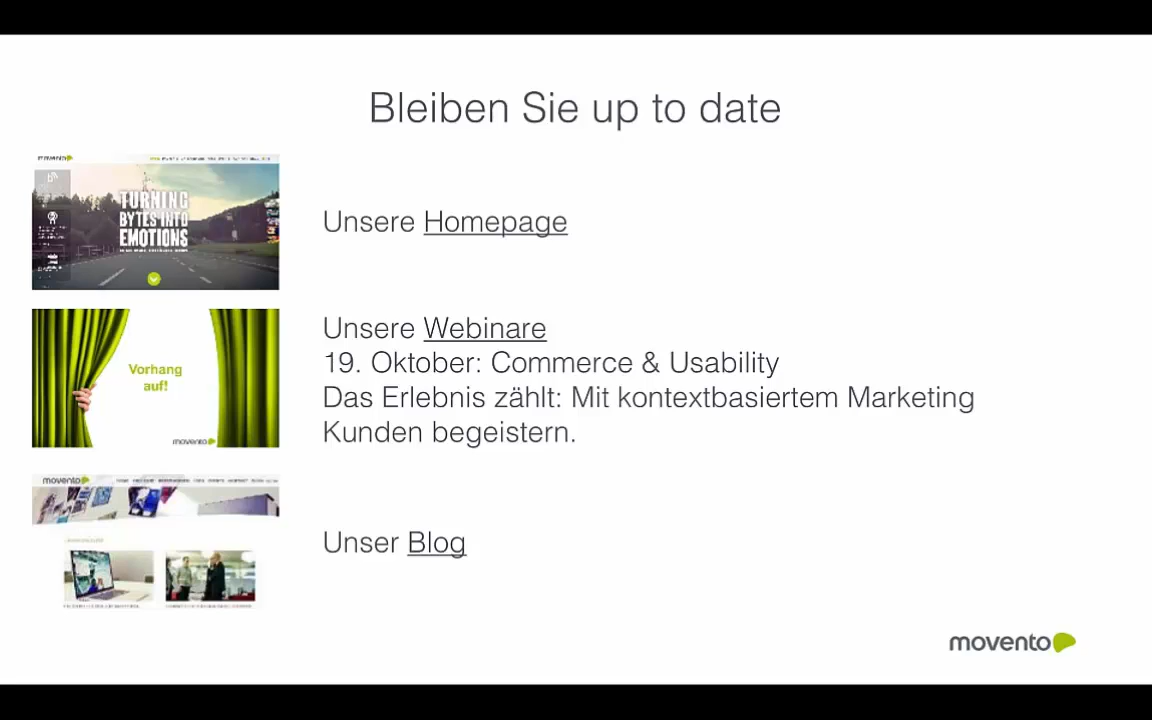 Bleiben Sie up to date
movento
TURNING
BYTES INTO
EMOTIONS
Unsere Homepage
Vorhang
auf!
movento
Unsere Webinare
19. Oktober: Commerce & Usability
Das Erlebnis zählt: Mit kontextbasiertem Marketing
Kunden begeistern.
movento
Unser Blog
movento